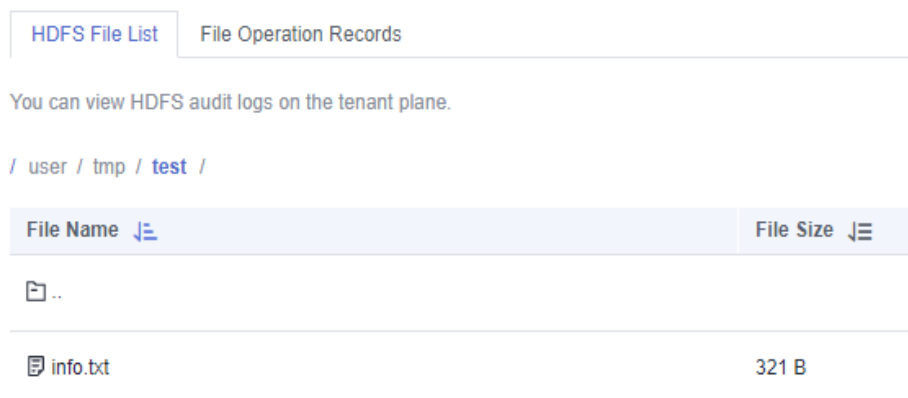 HDFS File List File Operation Records
You can view HDFS audit logs on the tenant plane.
/ user / tmp / test /
File Name File Size
..
info.txt 321 B